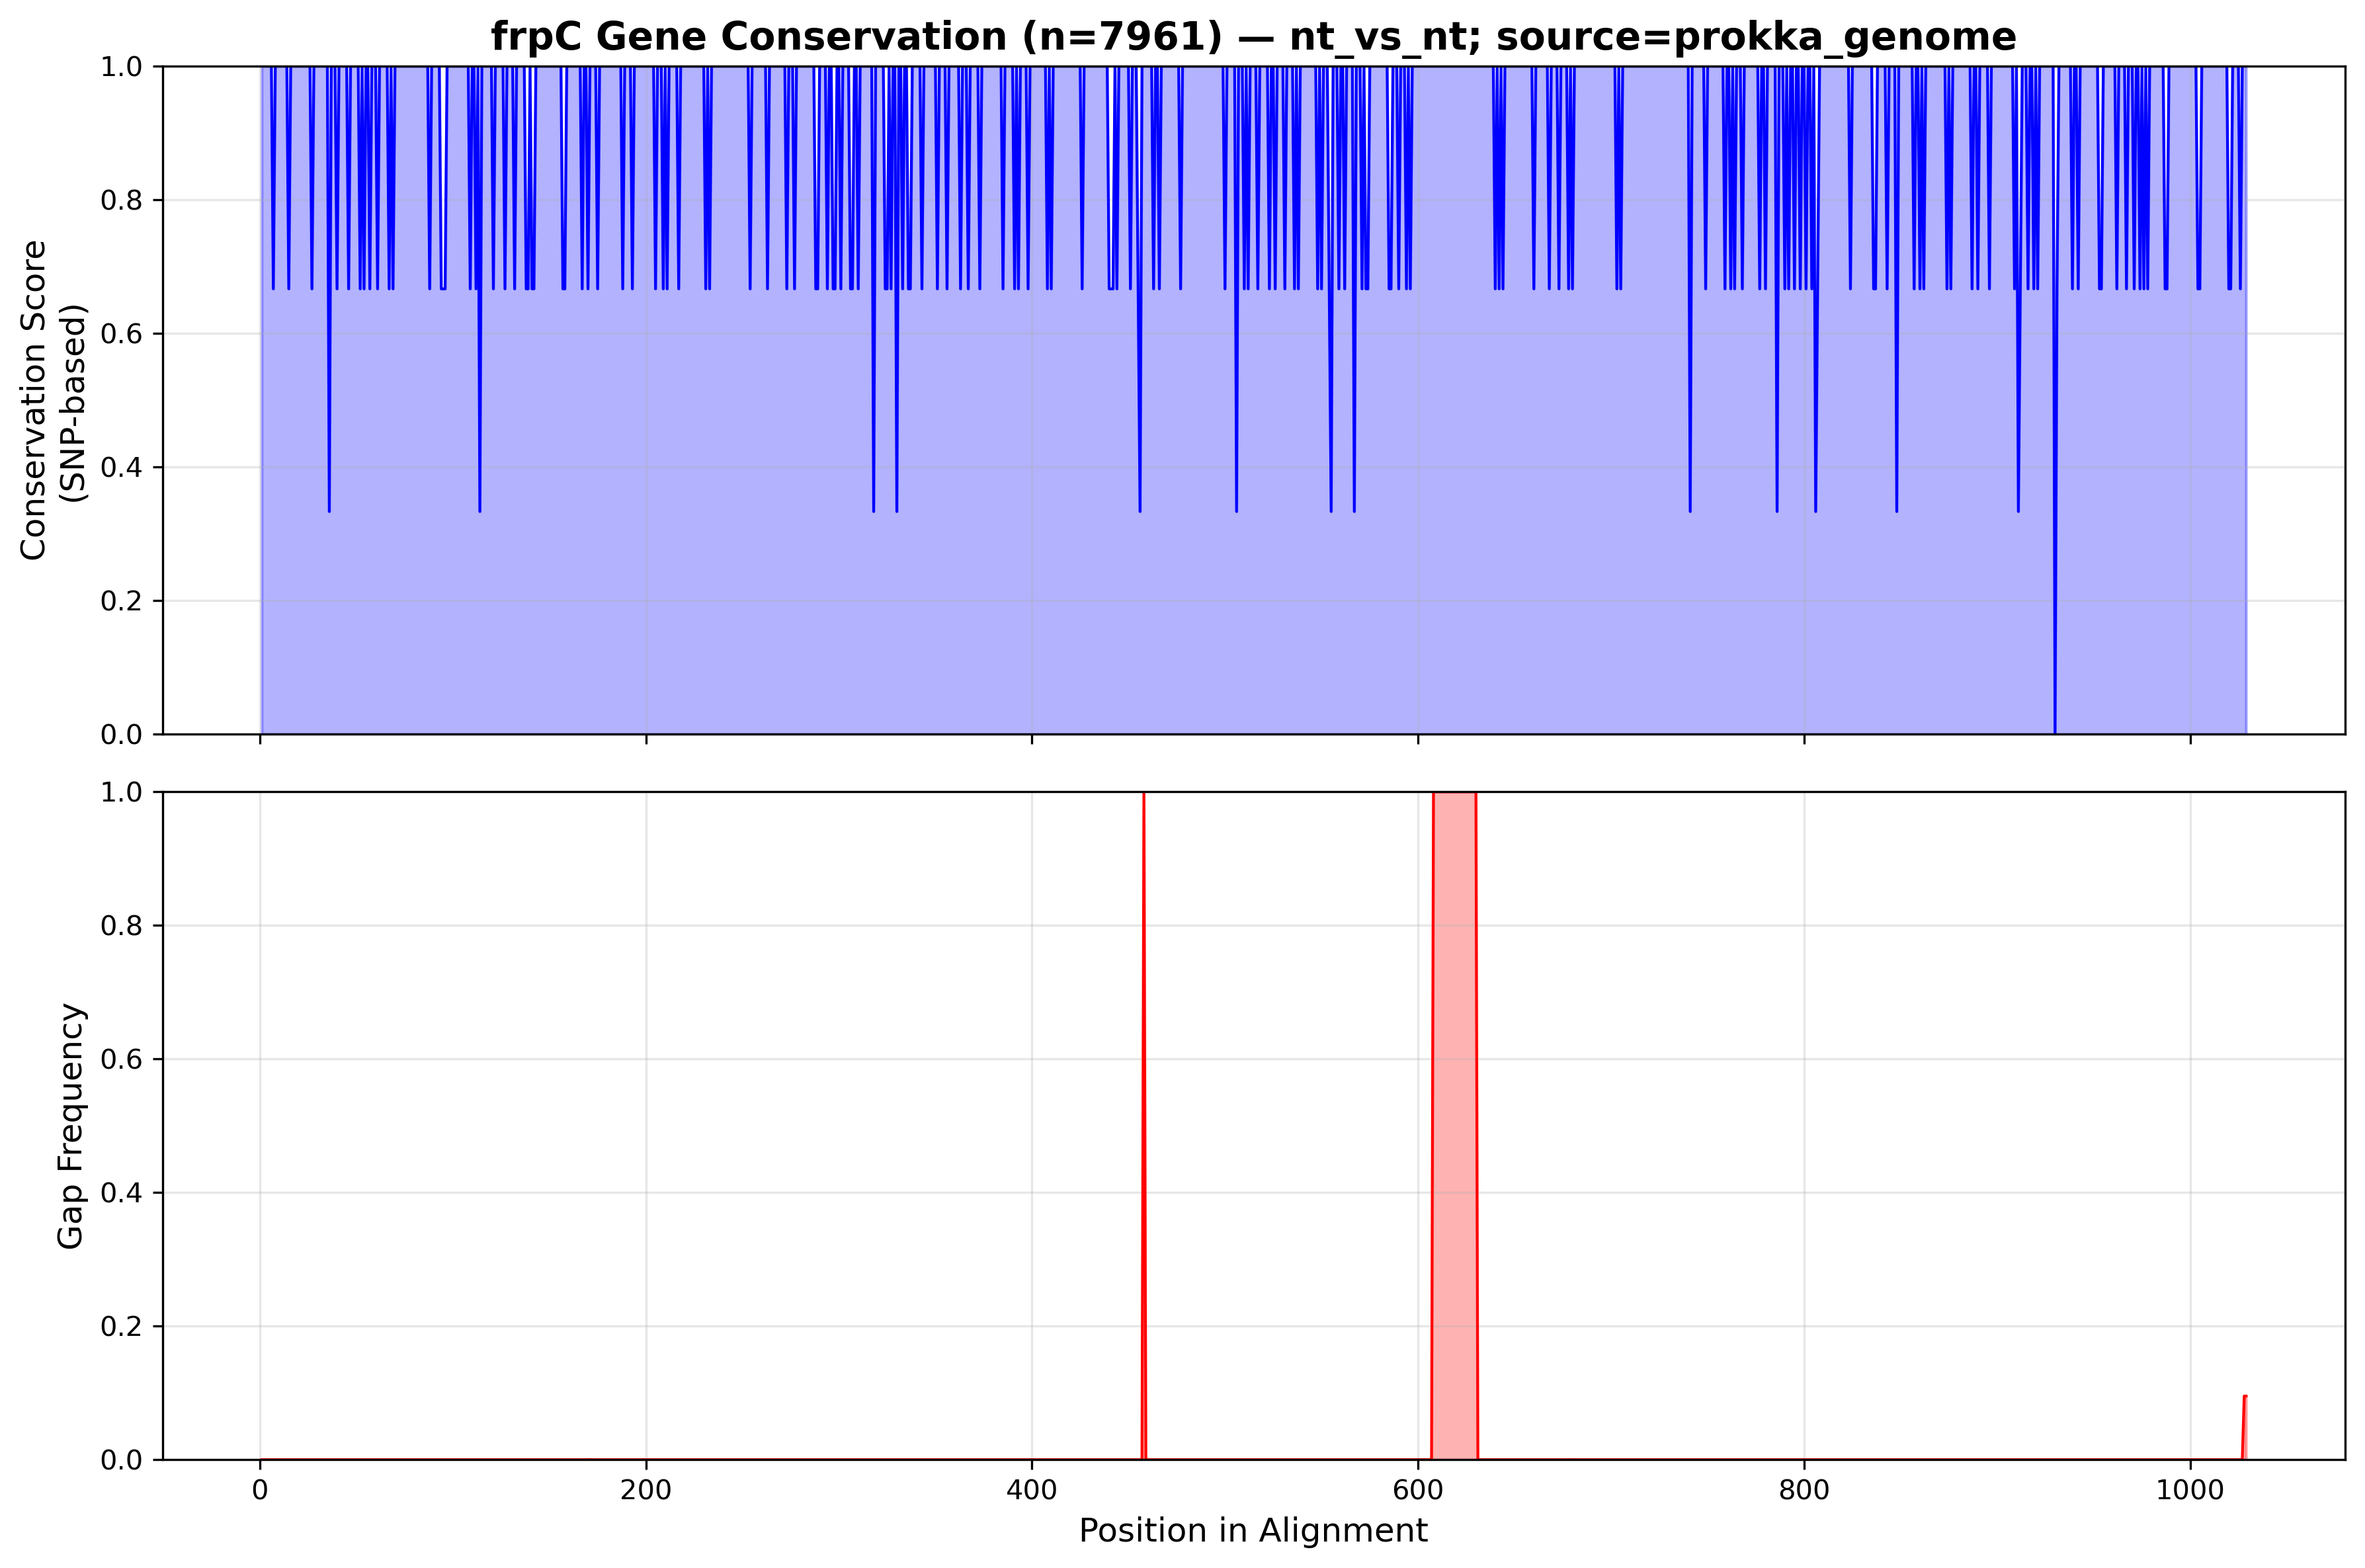 frpC Gene Conservation (n=7961) — nt_vs_nt; source=prokka_genome
Conservation Score
(SNP-based)
1.0
0.8
0.6
0.4
0.2
0.0
Gap Frequency
1.0
0.8
0.6
0.4
0.2
0.0
0 200 400 600 800 1000
Position in Alignment